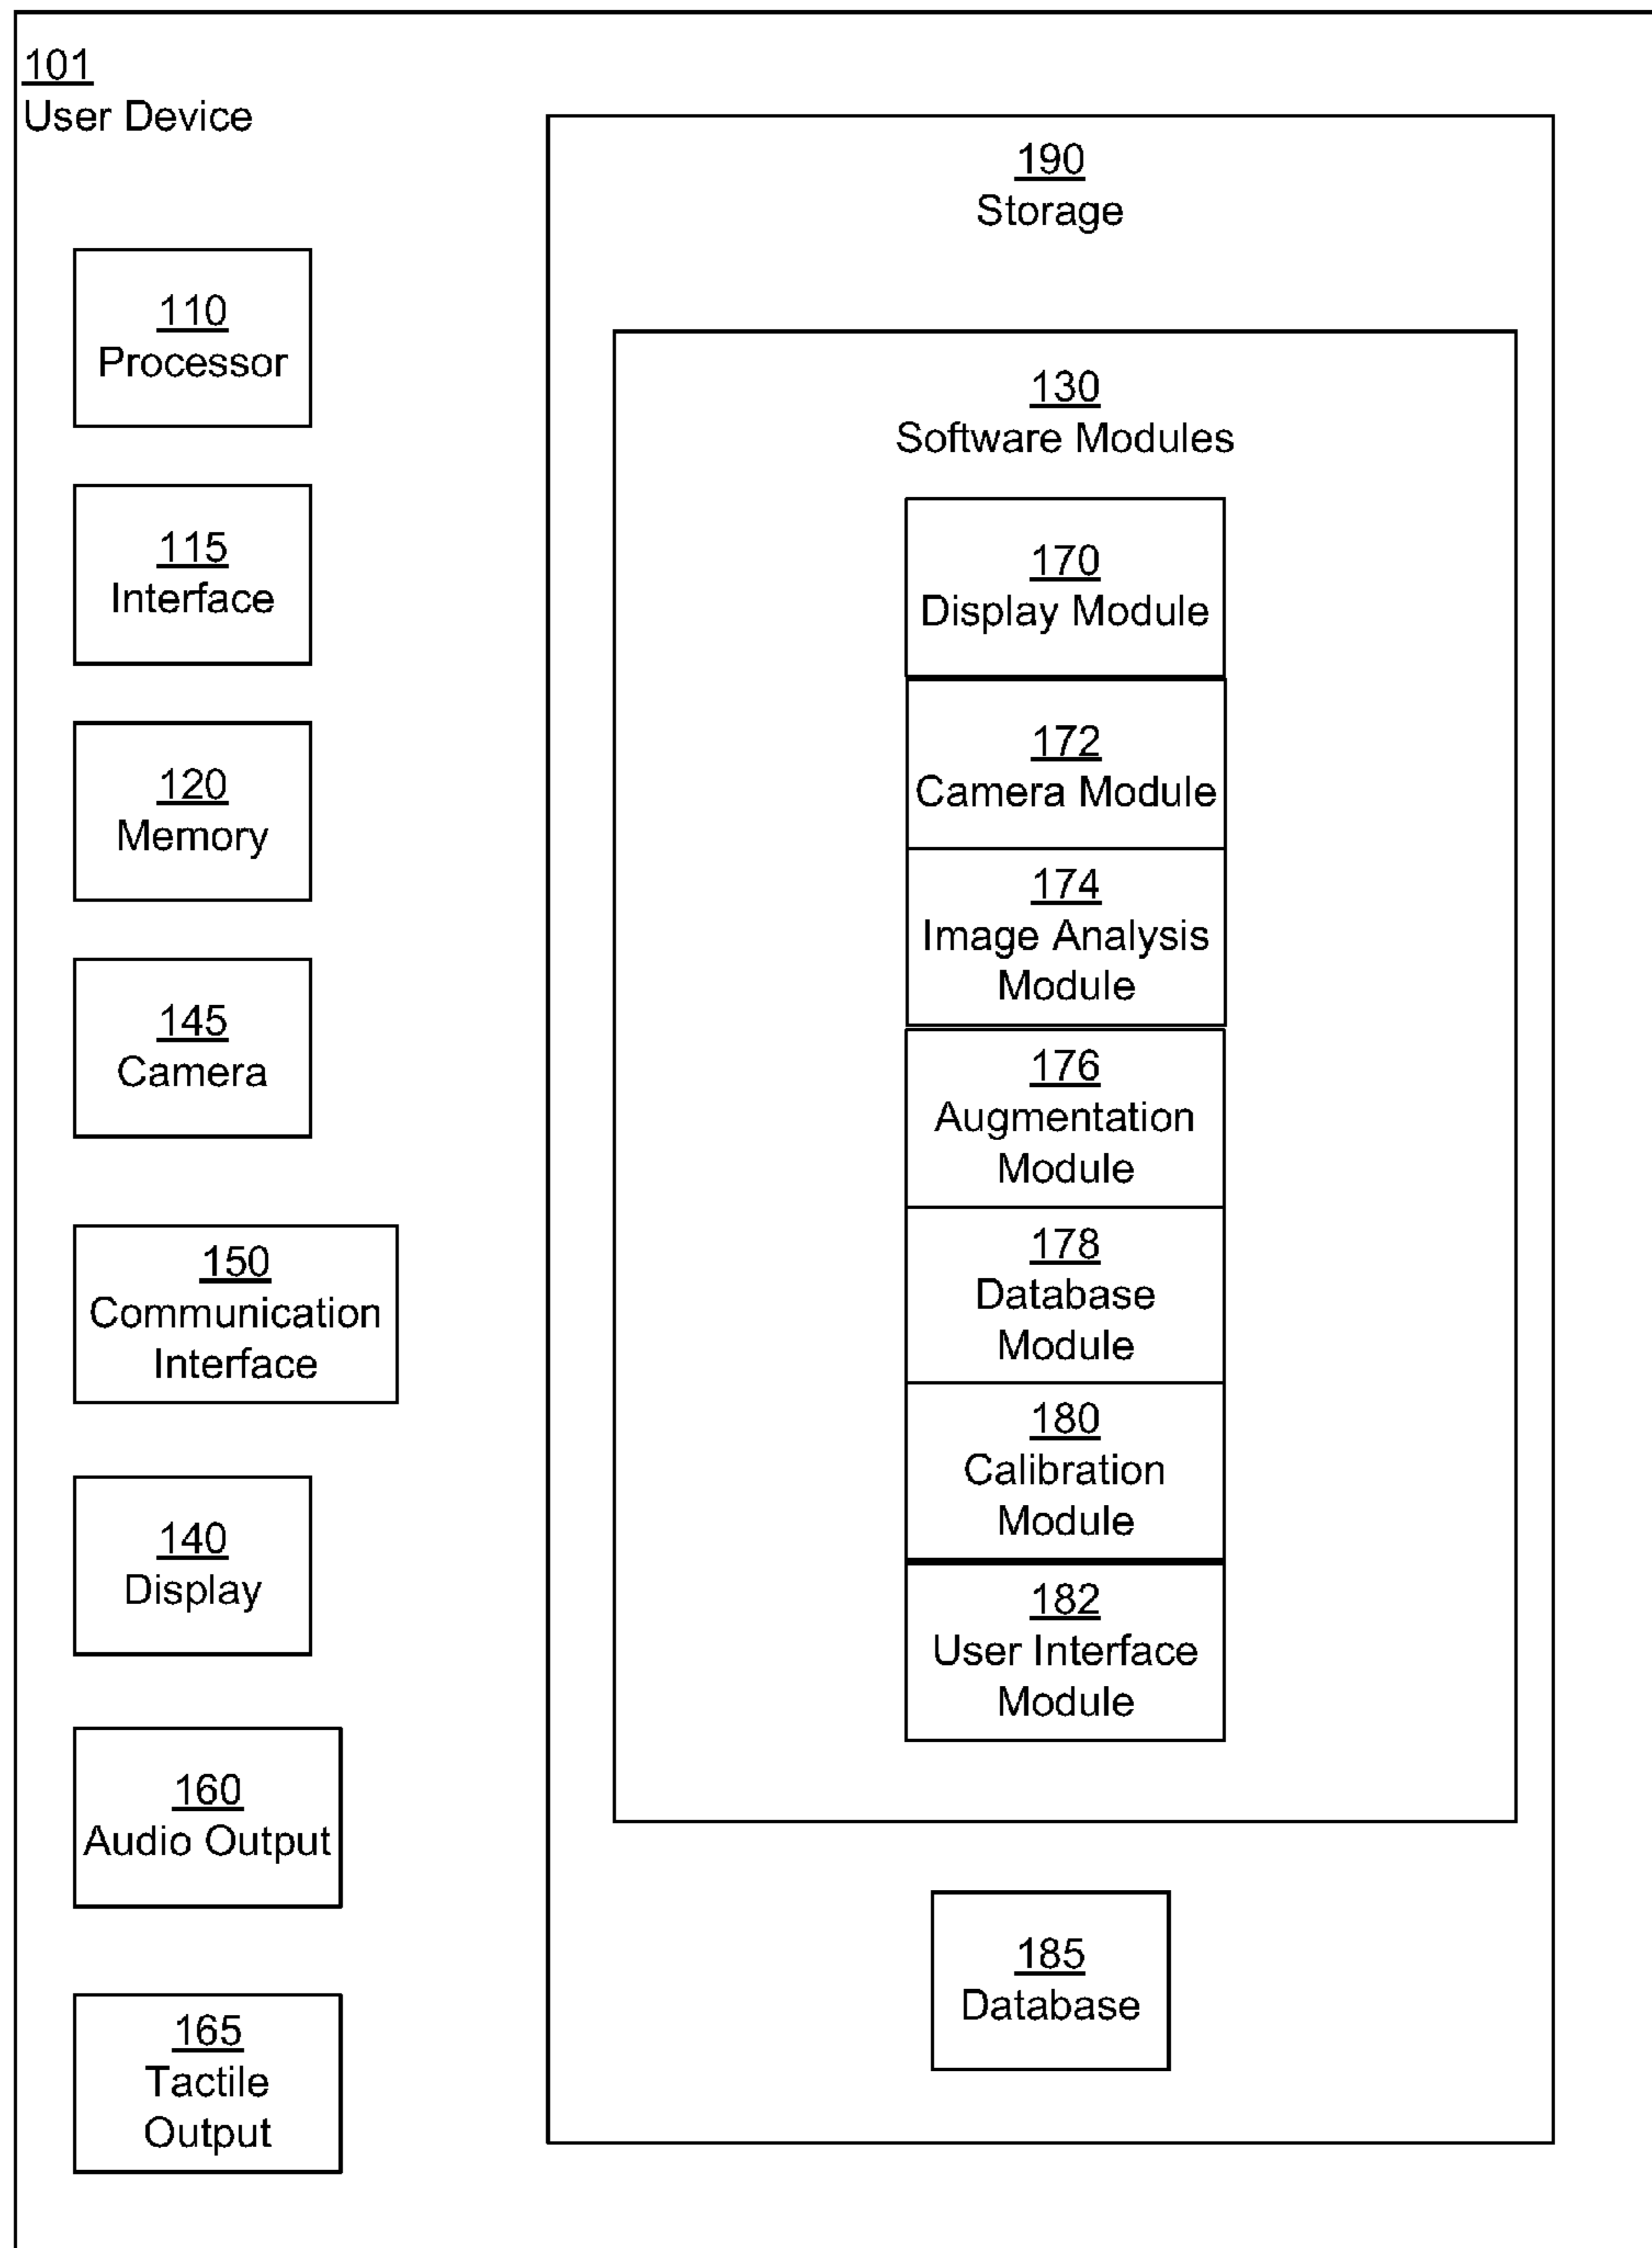 101
User Device
110
Processor
115
Interface
120
Memory
145
Camera
150
Communication
Interface
140
Display
160
Audio Output
165
Tactile
Output
190
Storage
130
Software Modules
170
Display Module
172
Camera Module
174
Image Analysis
Module
176
Augmentation
Module
178
Database
Module
180
Calibration
Module
182
User Interface
Module
185
Database